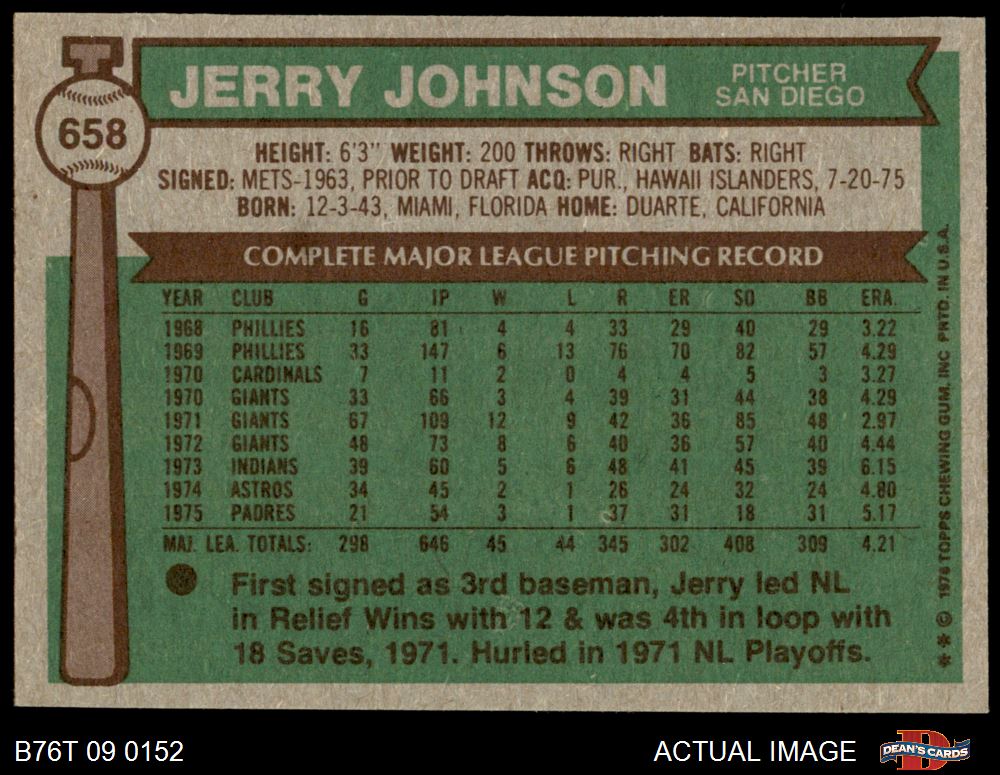 T
658
JERRY JOHNSON
PITCHER
SAN DIEGO
HEIGHT: 6'3" WEIGHT: 200 THROWS: RIGHT BATS: RIGHT
SIGNED: METS-1963, PRIOR TO DRAFT ACQ: PUR., HAWAII ISLANDERS, 7-20-75
BORN: 12-3-43, MIAMI, FLORIDA HOME: DUARTE, CALIFORNIA
COMPLETE MAJOR LEAGUE PITCHING RECORD
YEAR CLUB G IP W L R ER SO BB ERA.
1968 PHILLIES 16 81 4 4 33 29 40 29 3.22
1969 PHILLIES 33 147 6 13 76 70 82 57 4.29
1970 CARDINALS 7 11 2 0 4 4 5 3 3.27
1970 GIANTS 33 66 3 4 39 31 44 38 4.29
1971 GIANTS 67 109 12 9 42 36 85 48 2.97
1972 GIANTS 48 73 8 6 40 36 57 40 4.44
1973 INDIANS 39 60 5 6 48 41 45 39 6.15
1974 ASTROS 34 45 2 1 26 24 32 24 4.80
1975 PADRES 21 54 3 1 37 31 18 31 5.17
MAJ. LEA. TOTALS: 298 646 45 44 345 302 408 309 4.21
First signed as 3rd baseman, Jerry led NL
in Relief Wins with 12 & was 4th in loop with
18 Saves, 1971. Hurled in 1971 NL Playoffs.
** © 1976 TOPPS CHEWING GUM, INC PRTD. IN U.S.A.
B76T 09 0152
ACTUAL IMAGE
D
DEAN'S CARDS